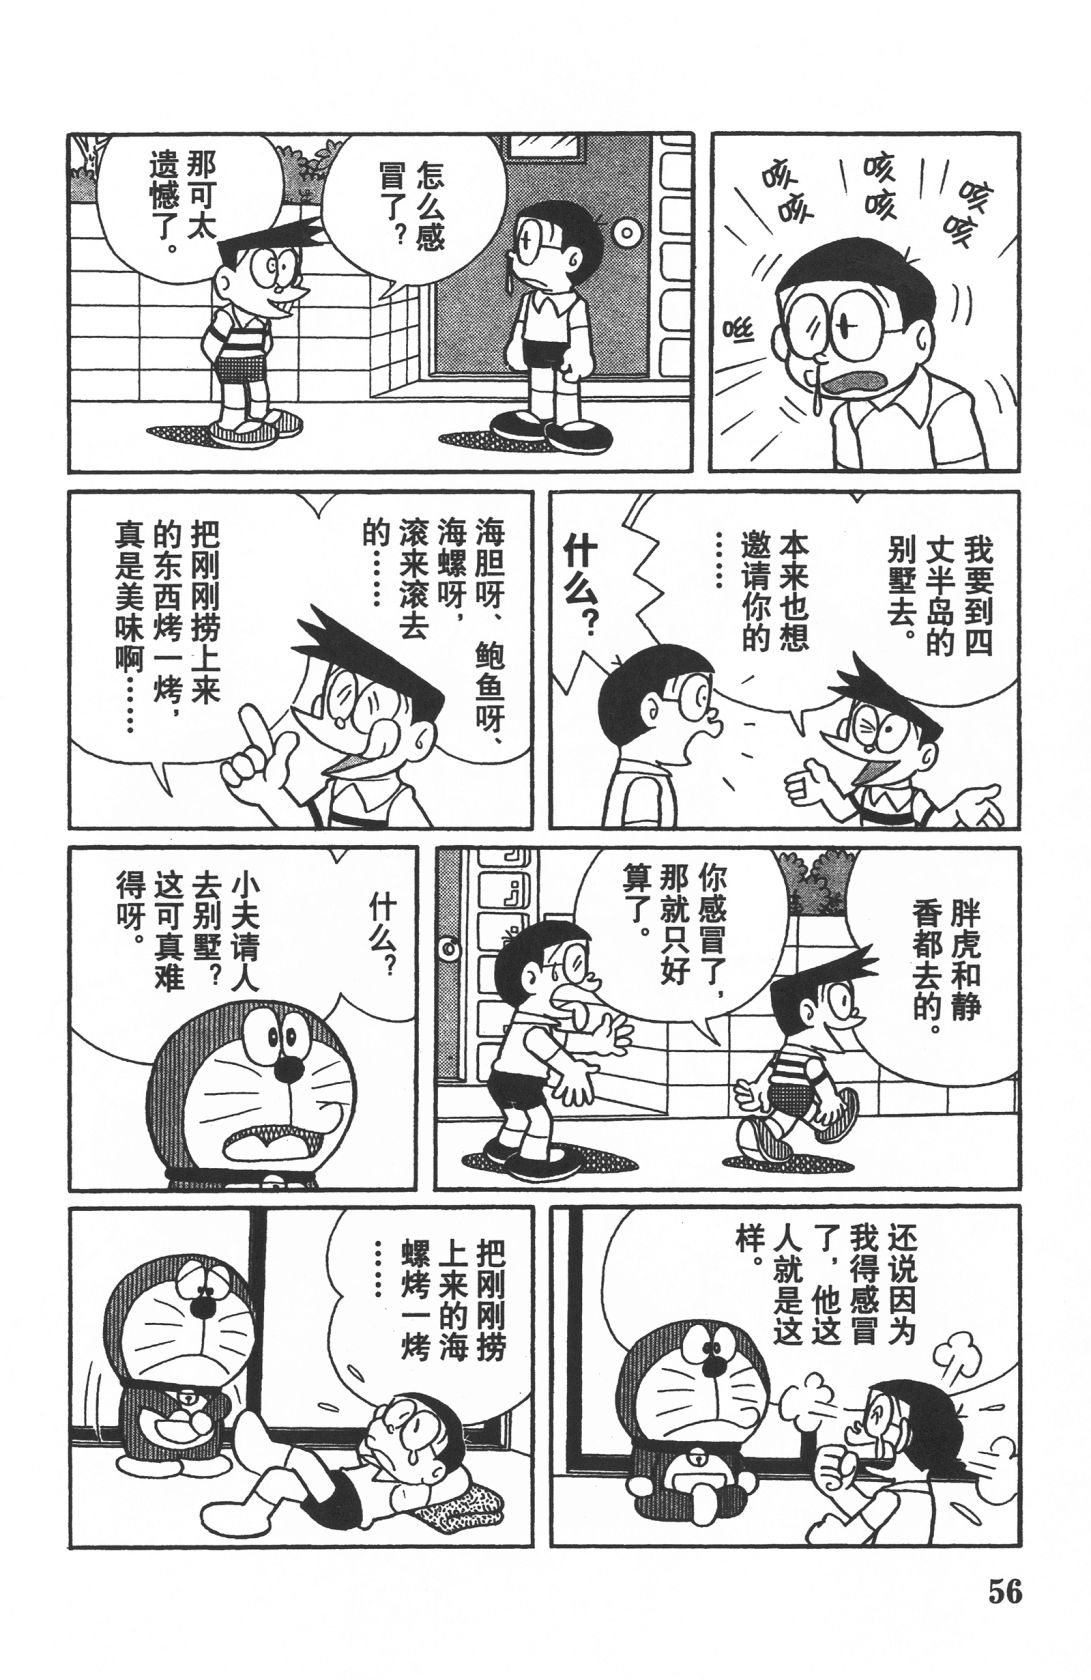 咳
咳
咳
咳
咳
咳
怎么感
冒了？
那可太
遗憾了。
我要到四
丈半岛的
别墅去。
本来也想
邀请你的
……
什么？
海胆呀、鲍鱼呀、
海螺呀，
滚来滚去
的……
把刚刚捞上来
的东西烤一烤，
真是美味啊……
胖虎和静
香都去的。
你感冒了，
那就只好
算了。
什么？
小夫请人
去别墅？
这可真难
得呀。
还说因为
我得感冒
了，他这
人就是这
样。
把刚刚捞
上来的海
螺烤一烤
……
56